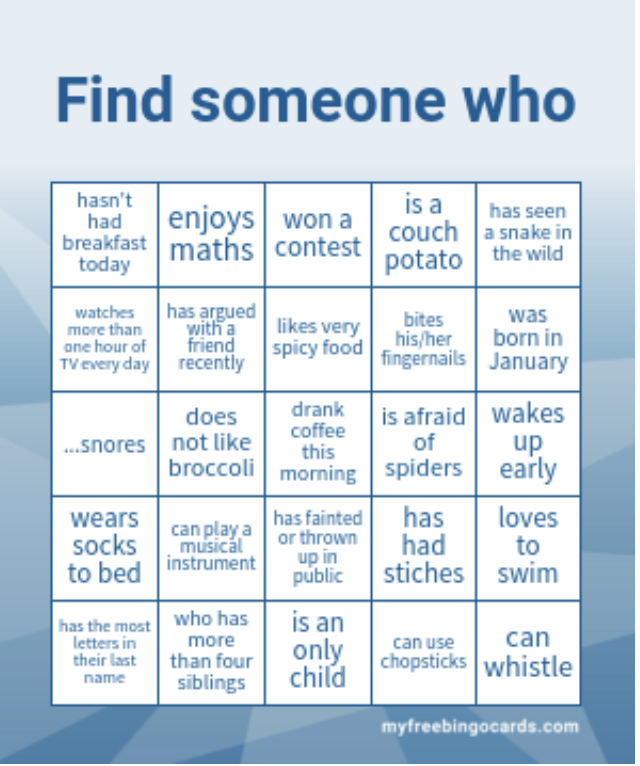 Find someone who
hasn't
had
breakfast
today
enjoys
maths
won a
contest
is a
couch
potato
has seen
a snake in
the wild
watches
more than
one hour of
TV every day
has argued
with a
friend
recently
likes very
spicy food
bites
his/her
fingernails
was
born in
January
...snores
does
not like
broccoli
drank
coffee
this
morning
is afraid
of
spiders
wakes
up
early
wears
socks
to bed
can play a
musical
instrument
has fainted
or thrown
up in
public
has
had
stiches
loves
to
swim
has the most
letters in
their last
name
who has
more
than four
siblings
is an
only
child
can use
chopsticks
can
whistle
myfreebingocards.com